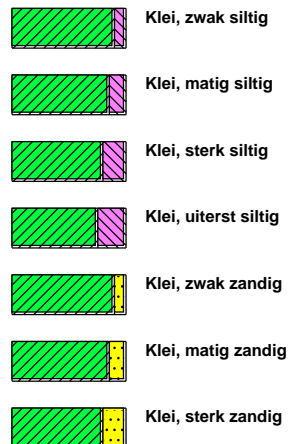 Klei, zwak siltig
Klei, matig siltig
Klei, sterk siltig
Klei, uiterst siltig
Klei, zwak zandig
Klei, matig zandig
Klei, sterk zandig